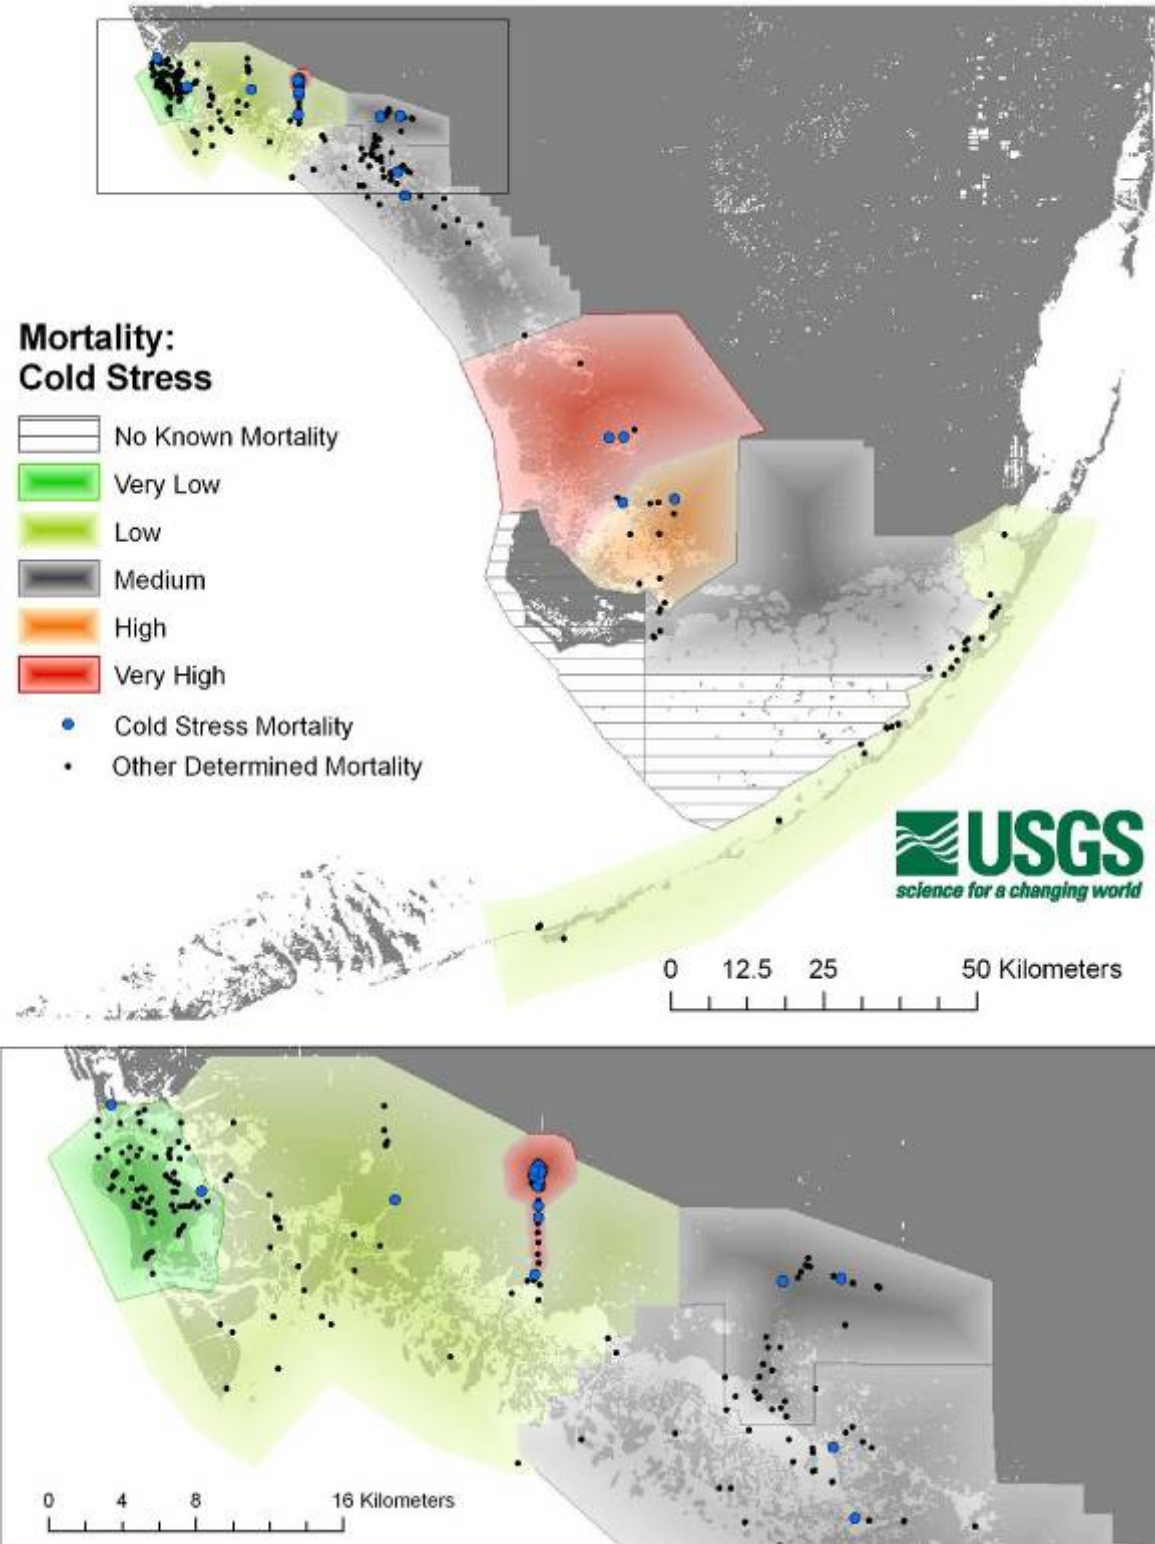 Mortality:
Cold Stress
No Known Mortality
Very Low
Low
Medium
High
Very High
Cold Stress Mortality
Other Determined Mortality
USGS
science for a changing world
0 12.5 25 50 Kilometers
0 4 8 16 Kilometers